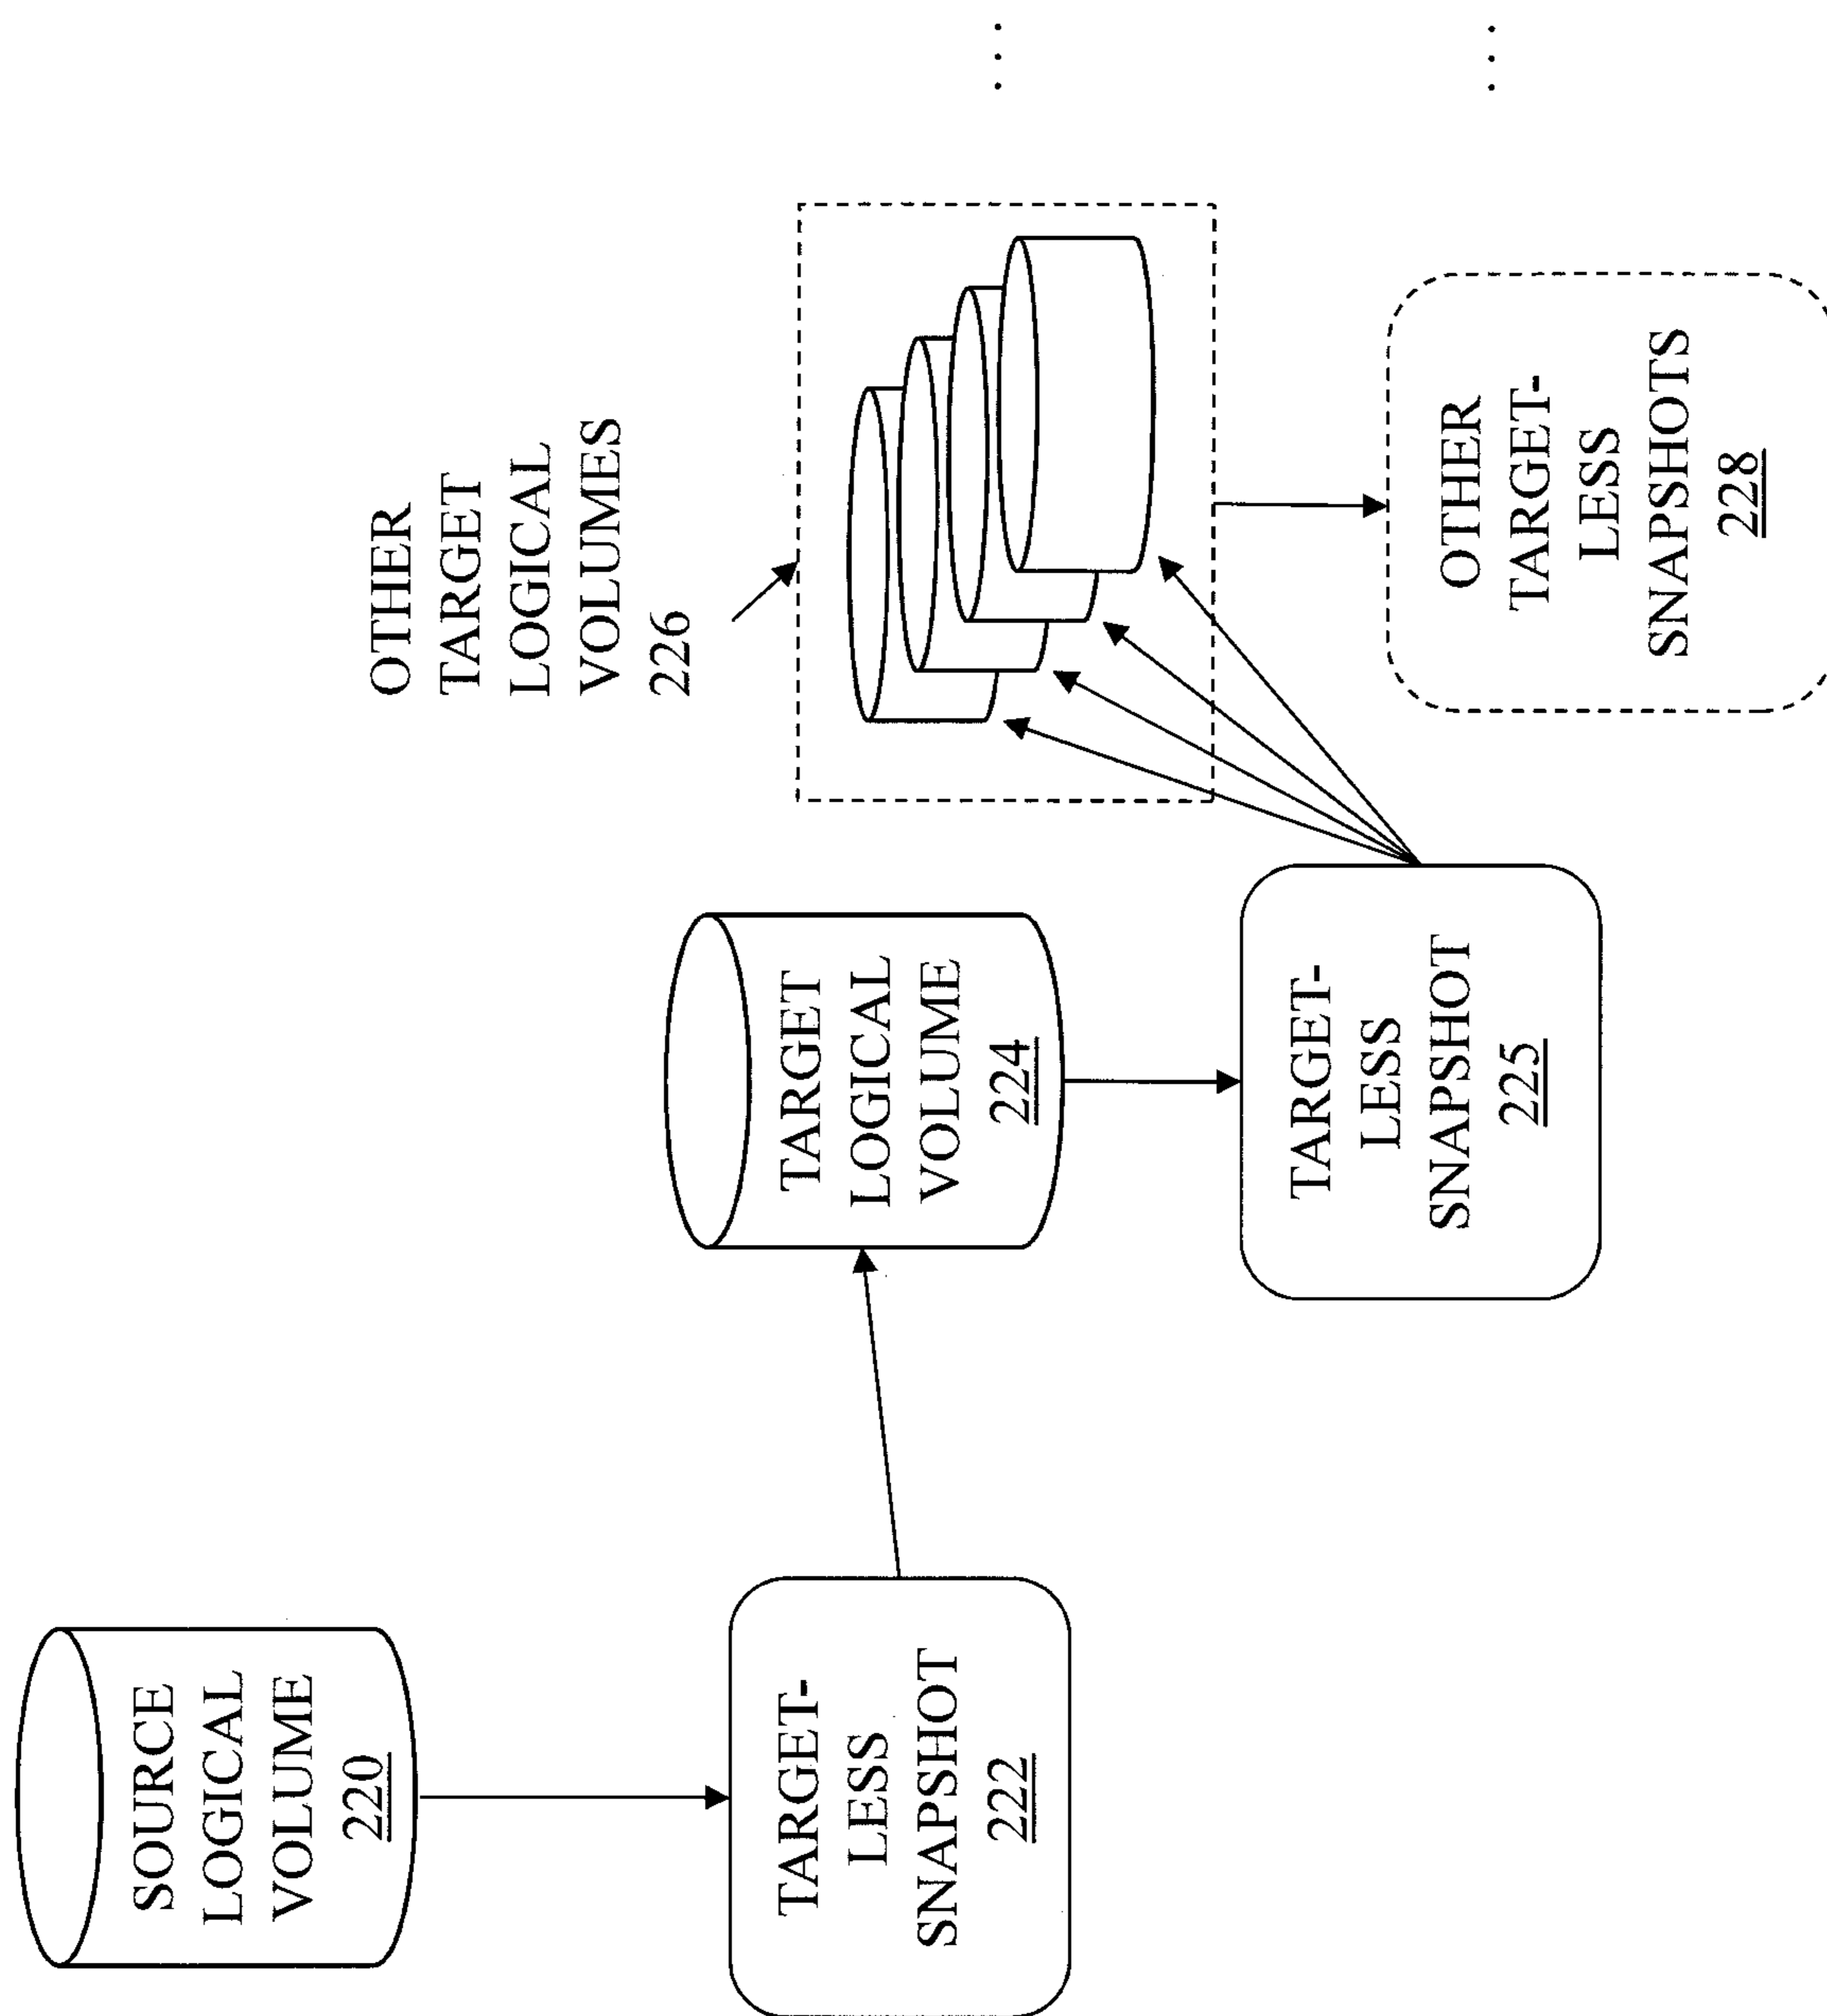 SOURCE
LOGICAL
VOLUME
220
TARGET-
LESS
SNAPSHOT
222
TARGET
LOGICAL
VOLUME
224
TARGET-
LESS
SNAPSHOT
225
OTHER
TARGET
LOGICAL
VOLUMES
226
OTHER
TARGET-
LESS
SNAPSHOTS
228
...
...